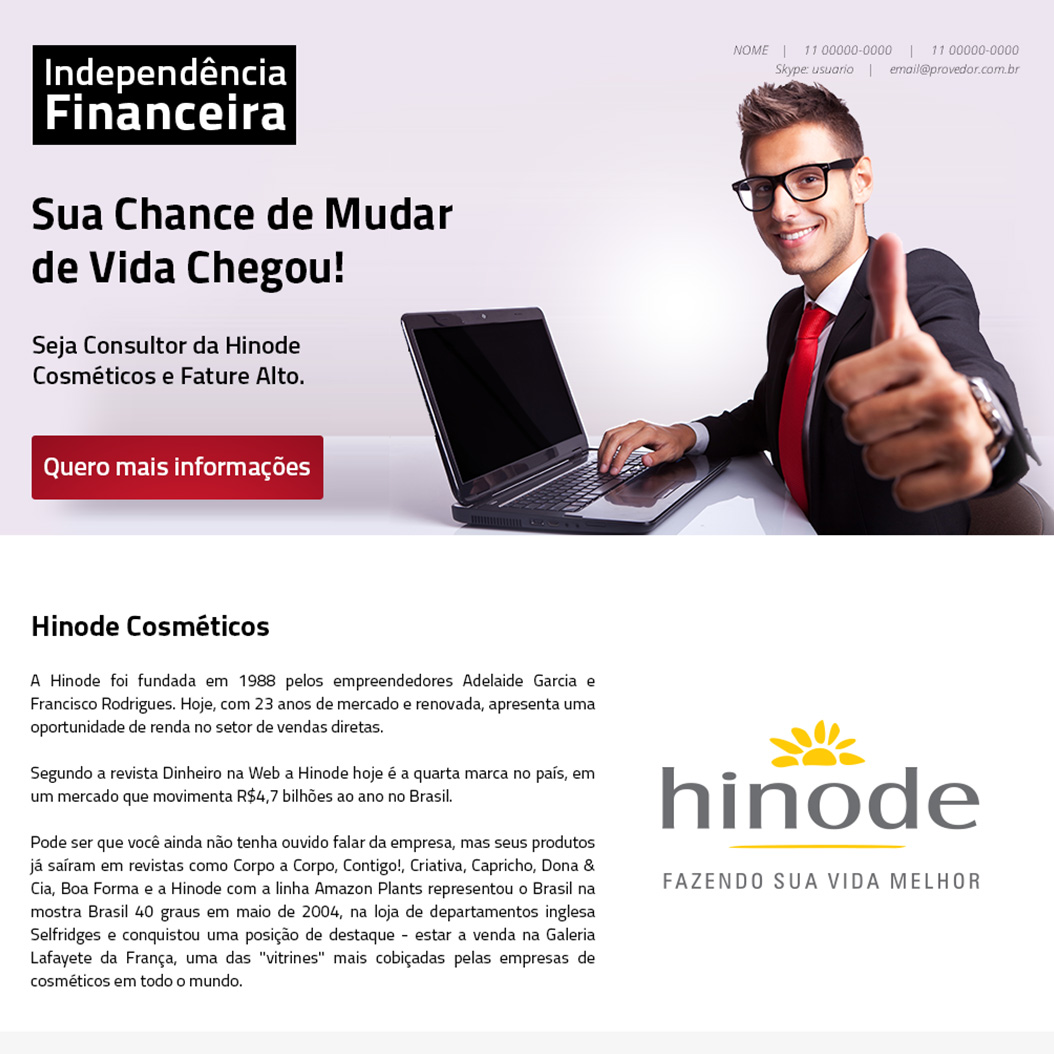 Independência
Financeira
NOME | 11 00000-0000 | 11 00000-0000
Skype: usuario | email@provedor.com.br
Sua Chance de Mudar
de Vida Chegou!
Seja Consultor da Hinode
Cosméticos e Fature Alto.
Quero mais informações
Hinode Cosméticos
A Hinode foi fundada em 1988 pelos empreendedores Adelaide Garcia e
Francisco Rodrigues. Hoje, com 23 anos de mercado e renovada, apresenta uma
oportunidade de renda no setor de vendas diretas.
Segundo a revista Dinheiro na Web a Hinode hoje é a quarta marca no país, em
um mercado que movimenta R$4,7 bilhões ao ano no Brasil.
Pode ser que você ainda não tenha ouvido falar da empresa, mas seus produtos
já saíram em revistas como Corpo a Corpo, Contigo!, Criativa, Capricho, Dona &
Cia, Boa Forma e a Hinode com a linha Amazon Plants representou o Brasil na
mostra Brasil 40 graus em maio de 2004, na loja de departamentos inglesa
Selfridges e conquistou uma posição de destaque - estar a venda na Galeria
Lafayete da França, uma das "vitrines" mais cobiçadas pelas empresas de
cosméticos em todo o mundo.
hinode
FAZENDO SUA VIDA MELHOR